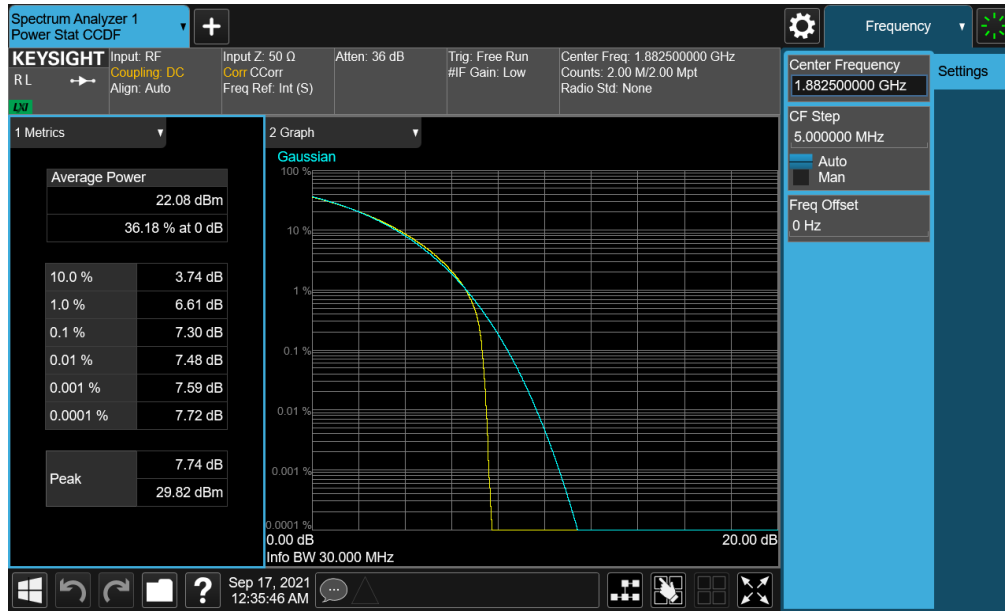 Spectrum Analyzer 1
Power Stat CCDF
+
Frequency
KEYSIGHT
R L
LXI
Input: RF
Coupling: DC
Align: Auto
Input Z: 50 Ω
Corr CCorr
Freq Ref: Int (S)
Atten: 36 dB
Trig: Free Run
#IF Gain: Low
Center Freq: 1.882500000 GHz
Counts: 2.00 M/2.00 Mpt
Radio Std: None
Center Frequency
1.882500000 GHz
Settings
CF Step
5.000000 MHz
Auto
Man
Freq Offset
0 Hz
1 Metrics
Average Power
22.08 dBm
36.18 % at 0 dB
10.0 % 3.74 dB
1.0 % 6.61 dB
0.1 % 7.30 dB
0.01 % 7.48 dB
0.001 % 7.59 dB
0.0001 % 7.72 dB
Peak
7.74 dB
29.82 dBm
2 Graph
Gaussian
100 %
10 %
1 %
0.1 %
0.01 %
0.001 %
0.0001 %
0.00 dB 20.00 dB
Info BW 30.000 MHz
?
Sep 17, 2021
12:35:46 AM